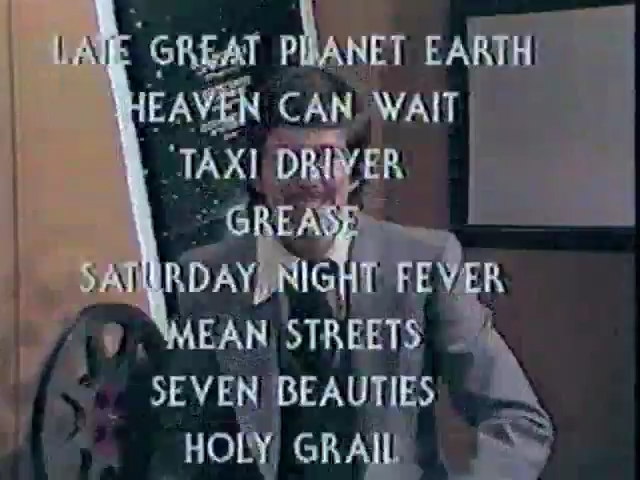 LATE GREAT PLANET EARTH
HEAVEN CAN WAIT
TAXI DRIVER
GREASE
SATURDAY NIGHT FEVER
MEAN STREETS
SEVEN BEAUTIES
HOLY GRAIL